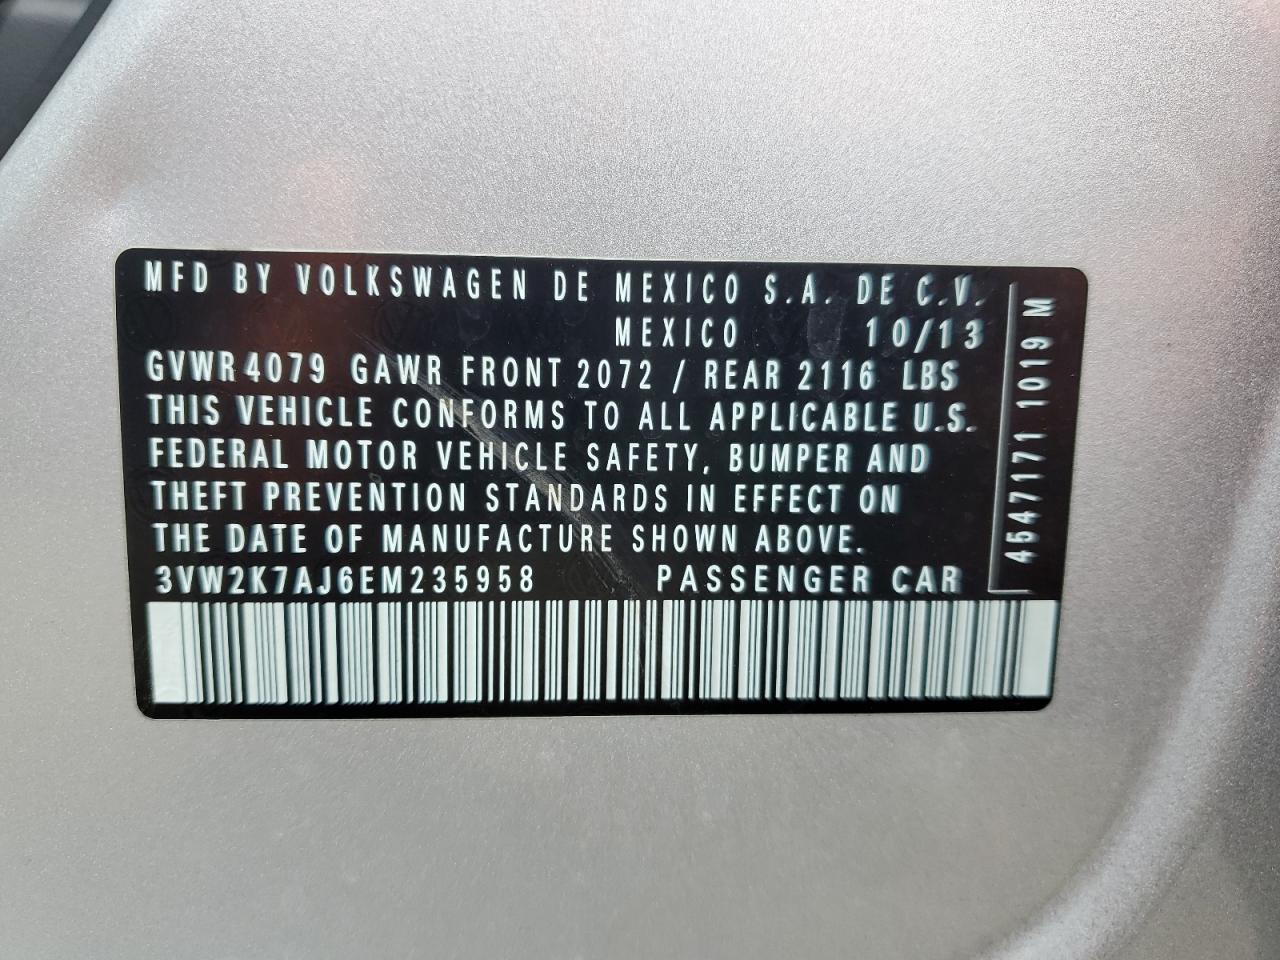 MFD BY VOLKSWAGEN DE MEXICO S.A. DE C.V.
MEXICO 10/13
GVWR 4079 GAWR FRONT 2072 / REAR 2116 LBS
THIS VEHICLE CONFORMS TO ALL APPLICABLE U.S.
FEDERAL MOTOR VEHICLE SAFETY, BUMPER AND
THEFT PREVENTION STANDARDS IN EFFECT ON
THE DATE OF MANUFACTURE SHOWN ABOVE.
3VW2K7AJ6EM235958 PASSENGER CAR
4547171 1019 M